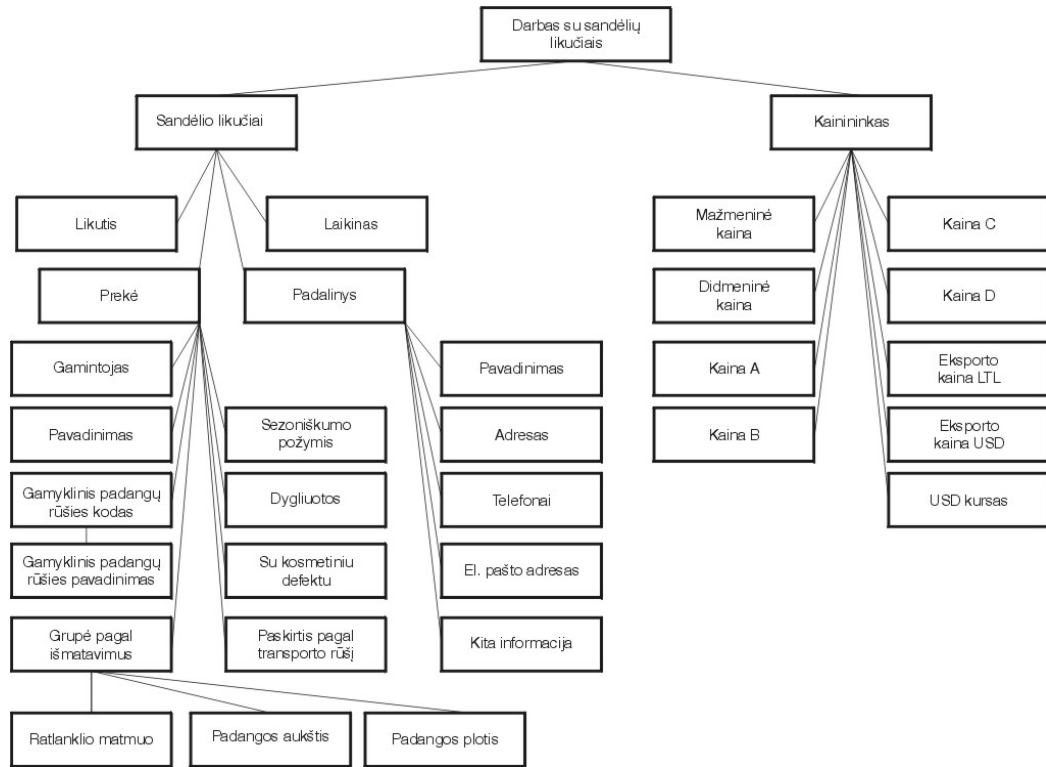 Darbas su sandėlių
likučiais
Sandėlio likučiai
Kainininkas
Likutis
Laikinas
Mažmeninė
kaina
Kaina C
Prekė
Padalinys
Didmeninė
kaina
Kaina D
Gamintojas
Pavadinimas
Kaina A
Eksporto
kaina LTL
Pavadinimas
Sezoniškumo
požymis
Adresas
Kaina B
Eksporto
kaina USD
Gamyklinis padangų
rūšies kodas
Dygliuotos
Telefonai
USD kursas
Gamyklinis padangų
rūšies pavadinimas
Su kosmetiniu
defektu
El. pašto adresas
Grupė pagal
išmatavimus
Paskirtis pagal
transporto rūšį
Kita informacija
Ratlanklio matmuo
Padangos aukštis
Padangos plotis